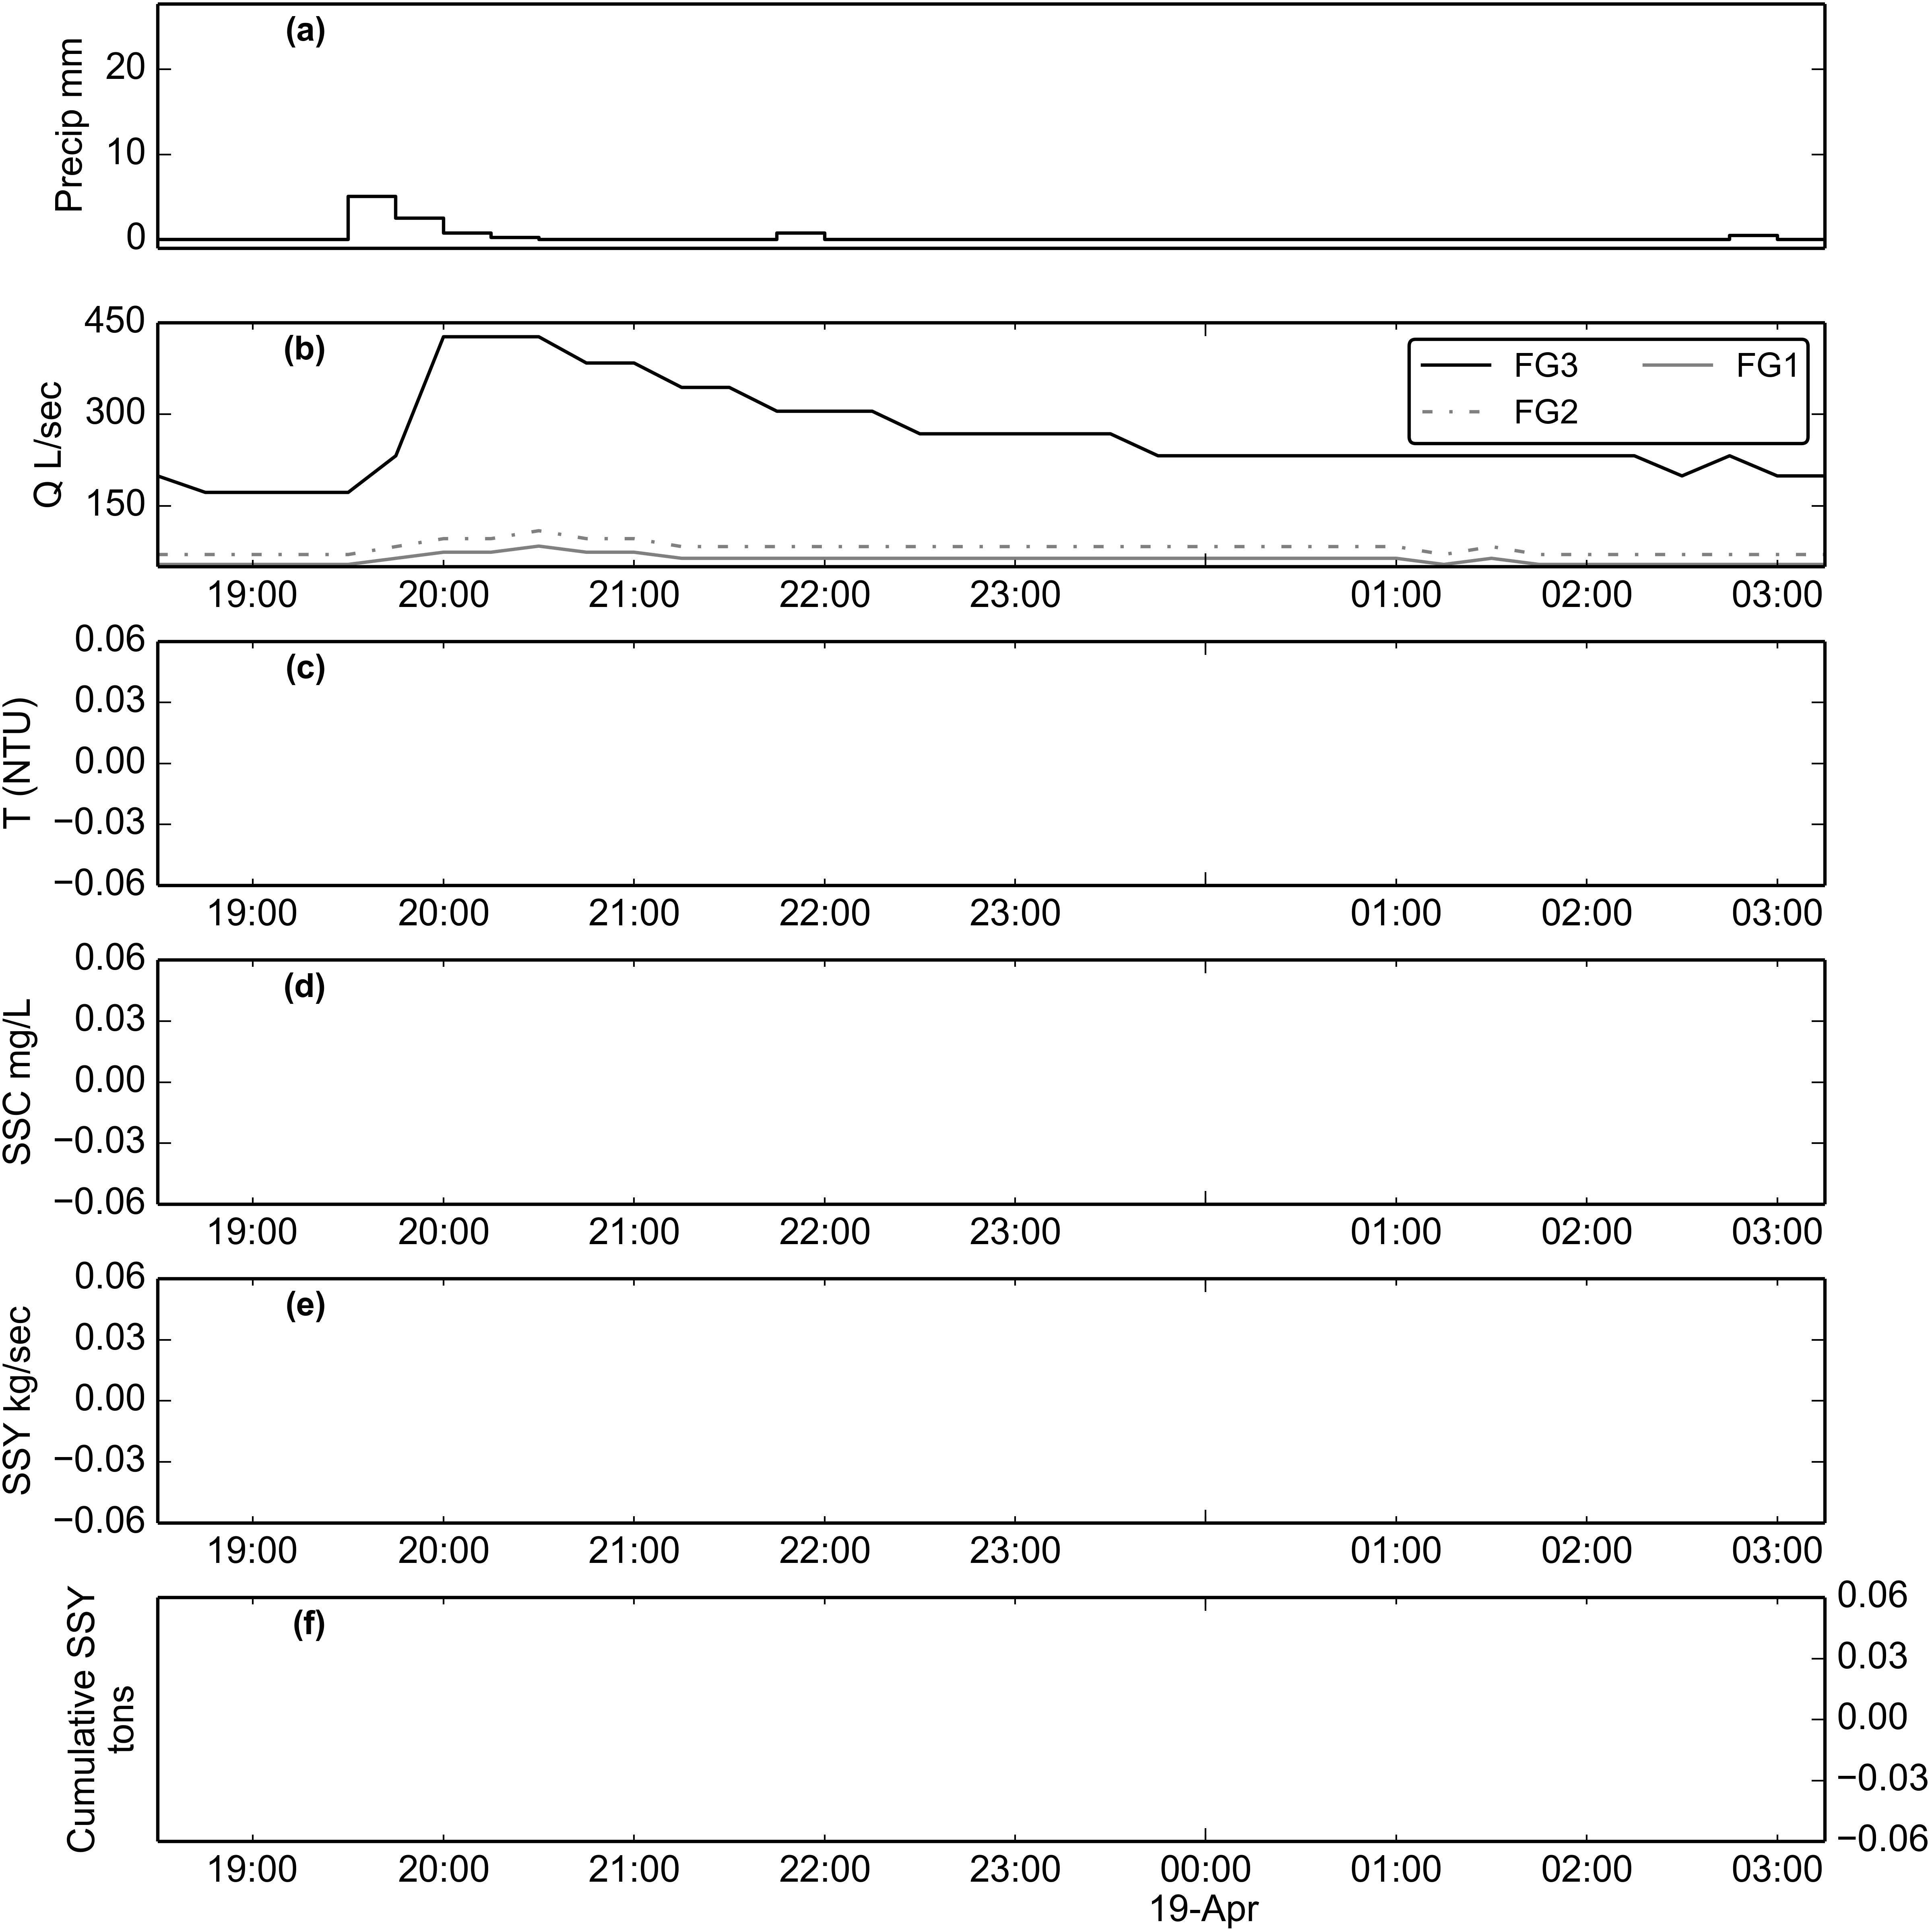 (a)
Precip mm
20
10
0
(b)
Q L/sec
450
300
150
FG3 FG1
FG2
19:00 20:00 21:00 22:00 23:00 01:00 02:00 03:00
(c)
T (NTU)
0.06
0.03
0.00
−0.03
−0.06
19:00 20:00 21:00 22:00 23:00 01:00 02:00 03:00
(d)
SSC mg/L
0.06
0.03
0.00
−0.03
−0.06
19:00 20:00 21:00 22:00 23:00 01:00 02:00 03:00
(e)
SSY kg/sec
0.06
0.03
0.00
−0.03
−0.06
19:00 20:00 21:00 22:00 23:00 01:00 02:00 03:00
(f)
Cumulative SSY
tons
0.06
0.03
0.00
−0.03
−0.06
19:00 20:00 21:00 22:00 23:00 00:00 01:00 02:00 03:00
19-Apr